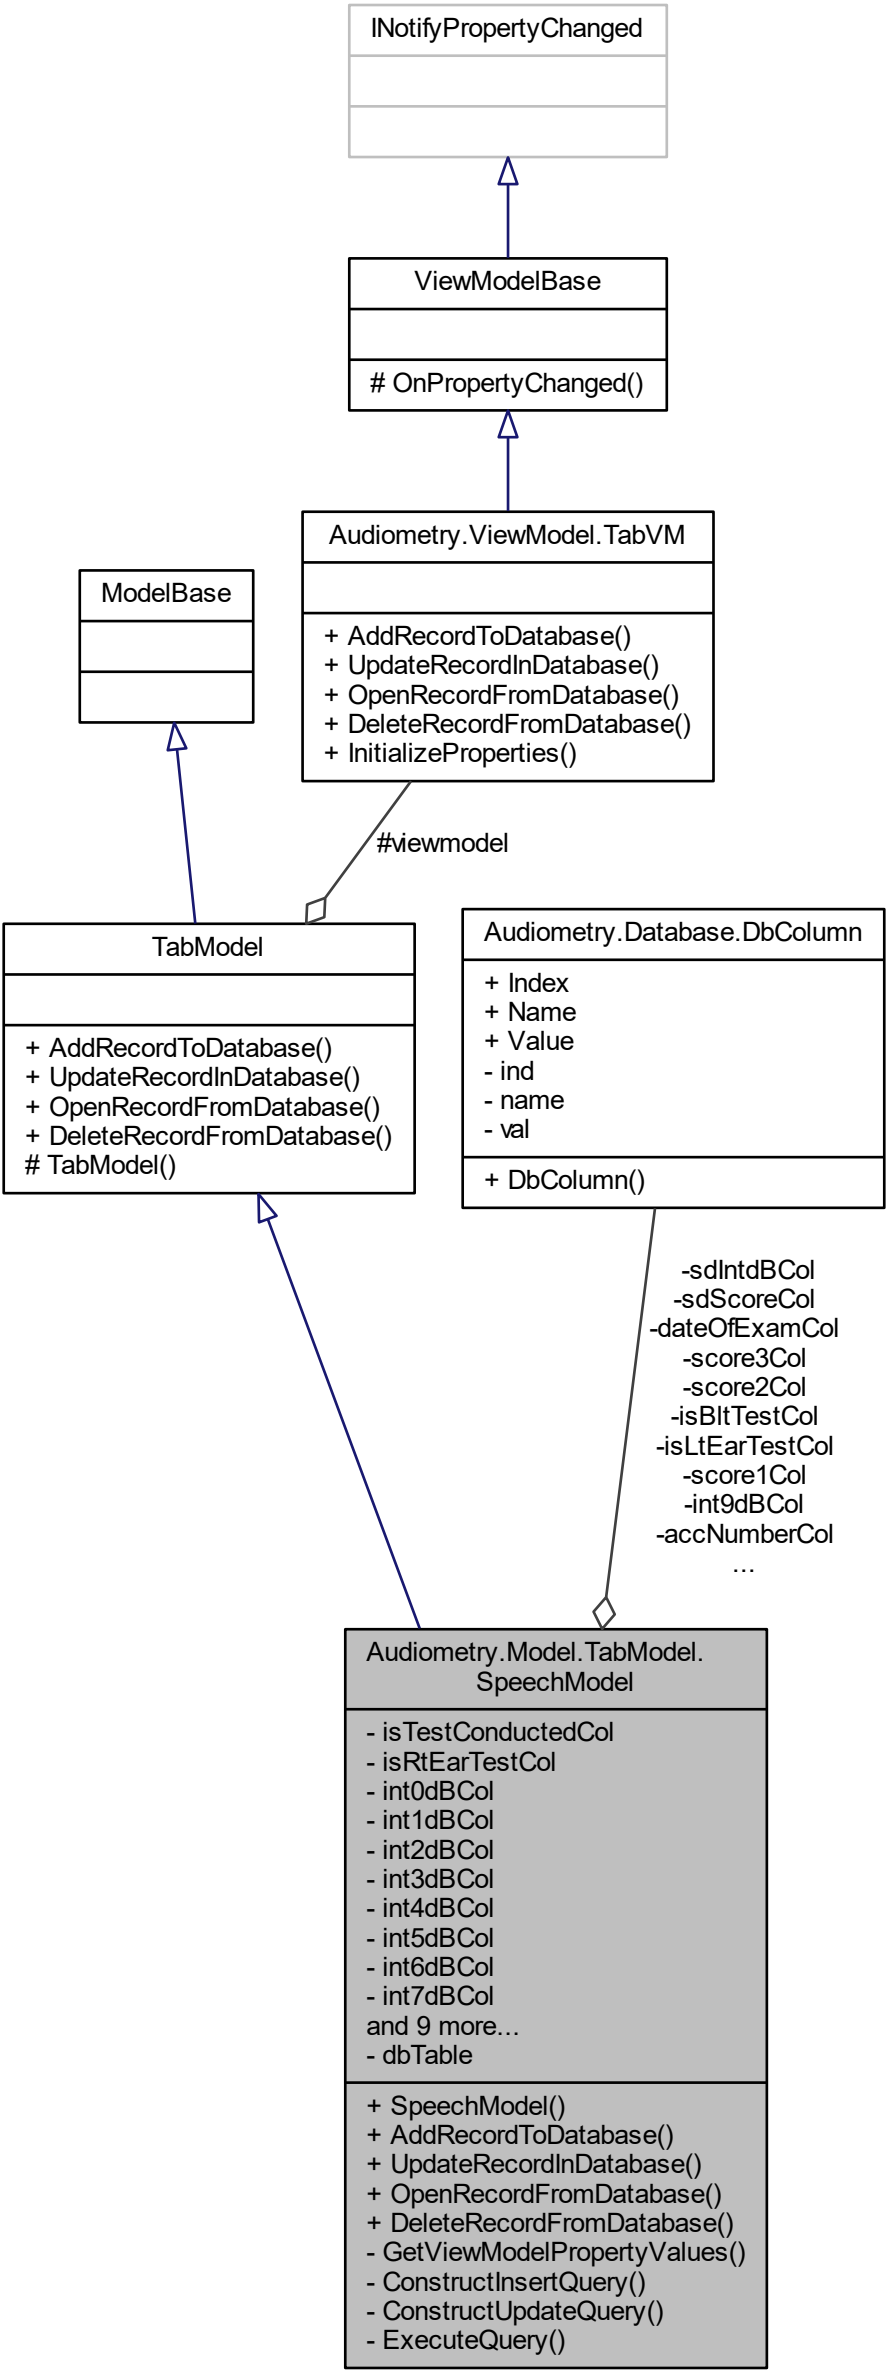 INotifyPropertyChanged
ViewModelBase
# OnPropertyChanged()
Audiometry.ViewModel.TabVM
+ AddRecordToDatabase()
+ UpdateRecordInDatabase()
+ OpenRecordFromDatabase()
+ DeleteRecordFromDatabase()
+ InitializeProperties()
ModelBase
#viewmodel
TabModel
+ AddRecordToDatabase()
+ UpdateRecordInDatabase()
+ OpenRecordFromDatabase()
+ DeleteRecordFromDatabase()
# TabModel()
Audiometry.Database.DbColumn
+ Index
+ Name
+ Value
- ind
- name
- val
+ DbColumn()
-sdIntdBCol
-sdScoreCol
-dateOfExamCol
-score3Col
-score2Col
-isBltTestCol
-isLtEarTestCol
-score1Col
-int9dBCol
-accNumberCol
...
Audiometry.Model.TabModel.
SpeechModel
- isTestConductedCol
- isRtEarTestCol
- int0dBCol
- int1dBCol
- int2dBCol
- int3dBCol
- int4dBCol
- int5dBCol
- int6dBCol
- int7dBCol
and 9 more...
- dbTable
+ SpeechModel()
+ AddRecordToDatabase()
+ UpdateRecordInDatabase()
+ OpenRecordFromDatabase()
+ DeleteRecordFromDatabase()
- GetViewModelPropertyValues()
- ConstructInsertQuery()
- ConstructUpdateQuery()
- ExecuteQuery()